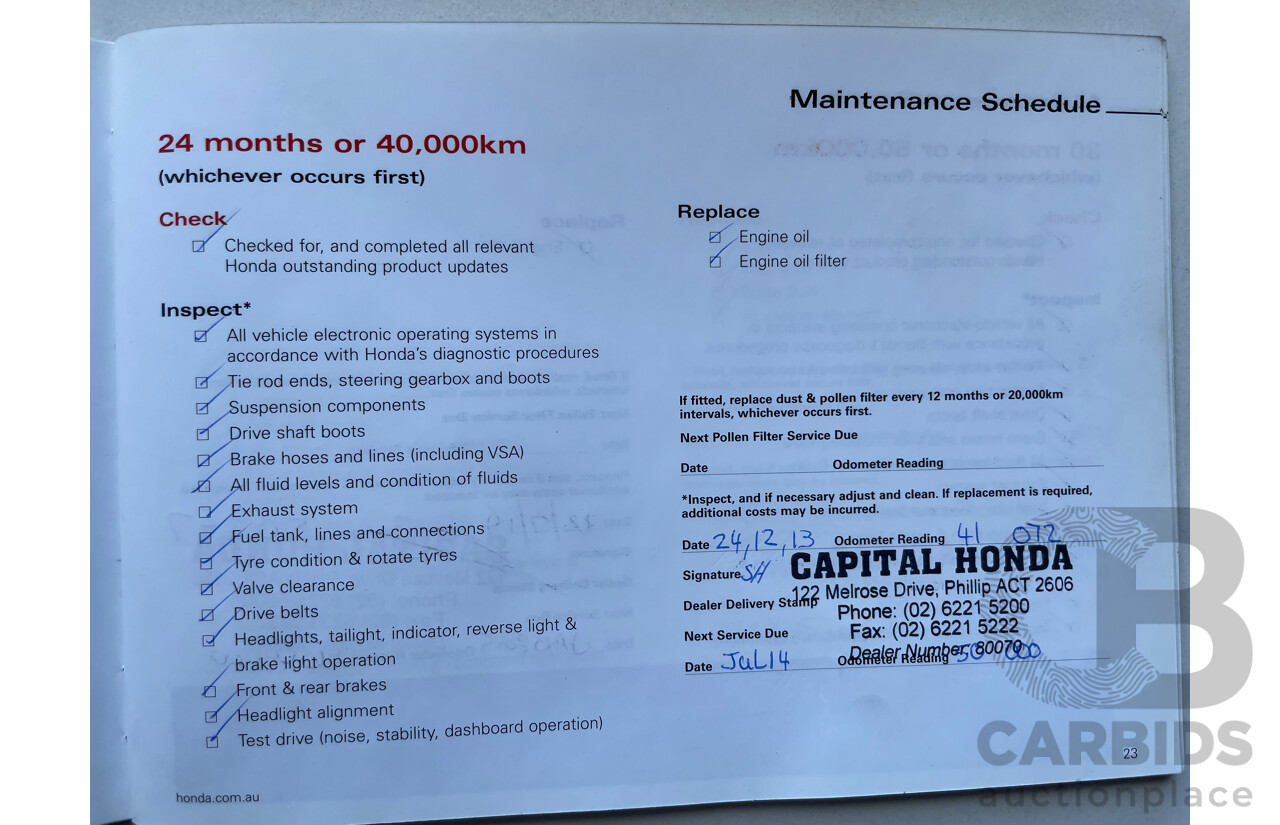 Maintenance Schedule
24 months or 40,000km
(whichever occurs first)
Check
Checked for, and completed all relevant
Honda outstanding product updates
Inspect*
All vehicle electronic operating systems in
accordance with Honda's diagnostic procedures
Tie rod ends, steering gearbox and boots
Suspension components
Drive shaft boots
Brake hoses and lines (including VSA)
All fluid levels and condition of fluids
Exhaust system
Fuel tank, lines and connections
Tyre condition & rotate tyres
Valve clearance
Drive belts
Headlights, tailight, indicator, reverse light &
brake light operation
Front & rear brakes
Headlight alignment
Test drive (noise, stability, dashboard operation)
honda.com.au
Replace
Engine oil
Engine oil filter
If fitted, replace dust & pollen filter every 12 months or 20,000km
intervals, whichever occurs first.
Next Pollen Filter Service Due
Date Odometer Reading
*Inspect, and if necessary adjust and clean. If replacement is required,
additional costs may be incurred.
Date 24,12,13 Odometer Reading 41 072
Signature SH CAPITAL HONDA
122 Melrose Drive, Phillip ACT 2606
Dealer Delivery Stamp Phone: (02) 6221 5200
Next Service Due Fax: (02) 6221 5222
Dealer Number 80070
Date JUL14 Odometer Reading 50 000
23
B
CARBIDS
auctionplace